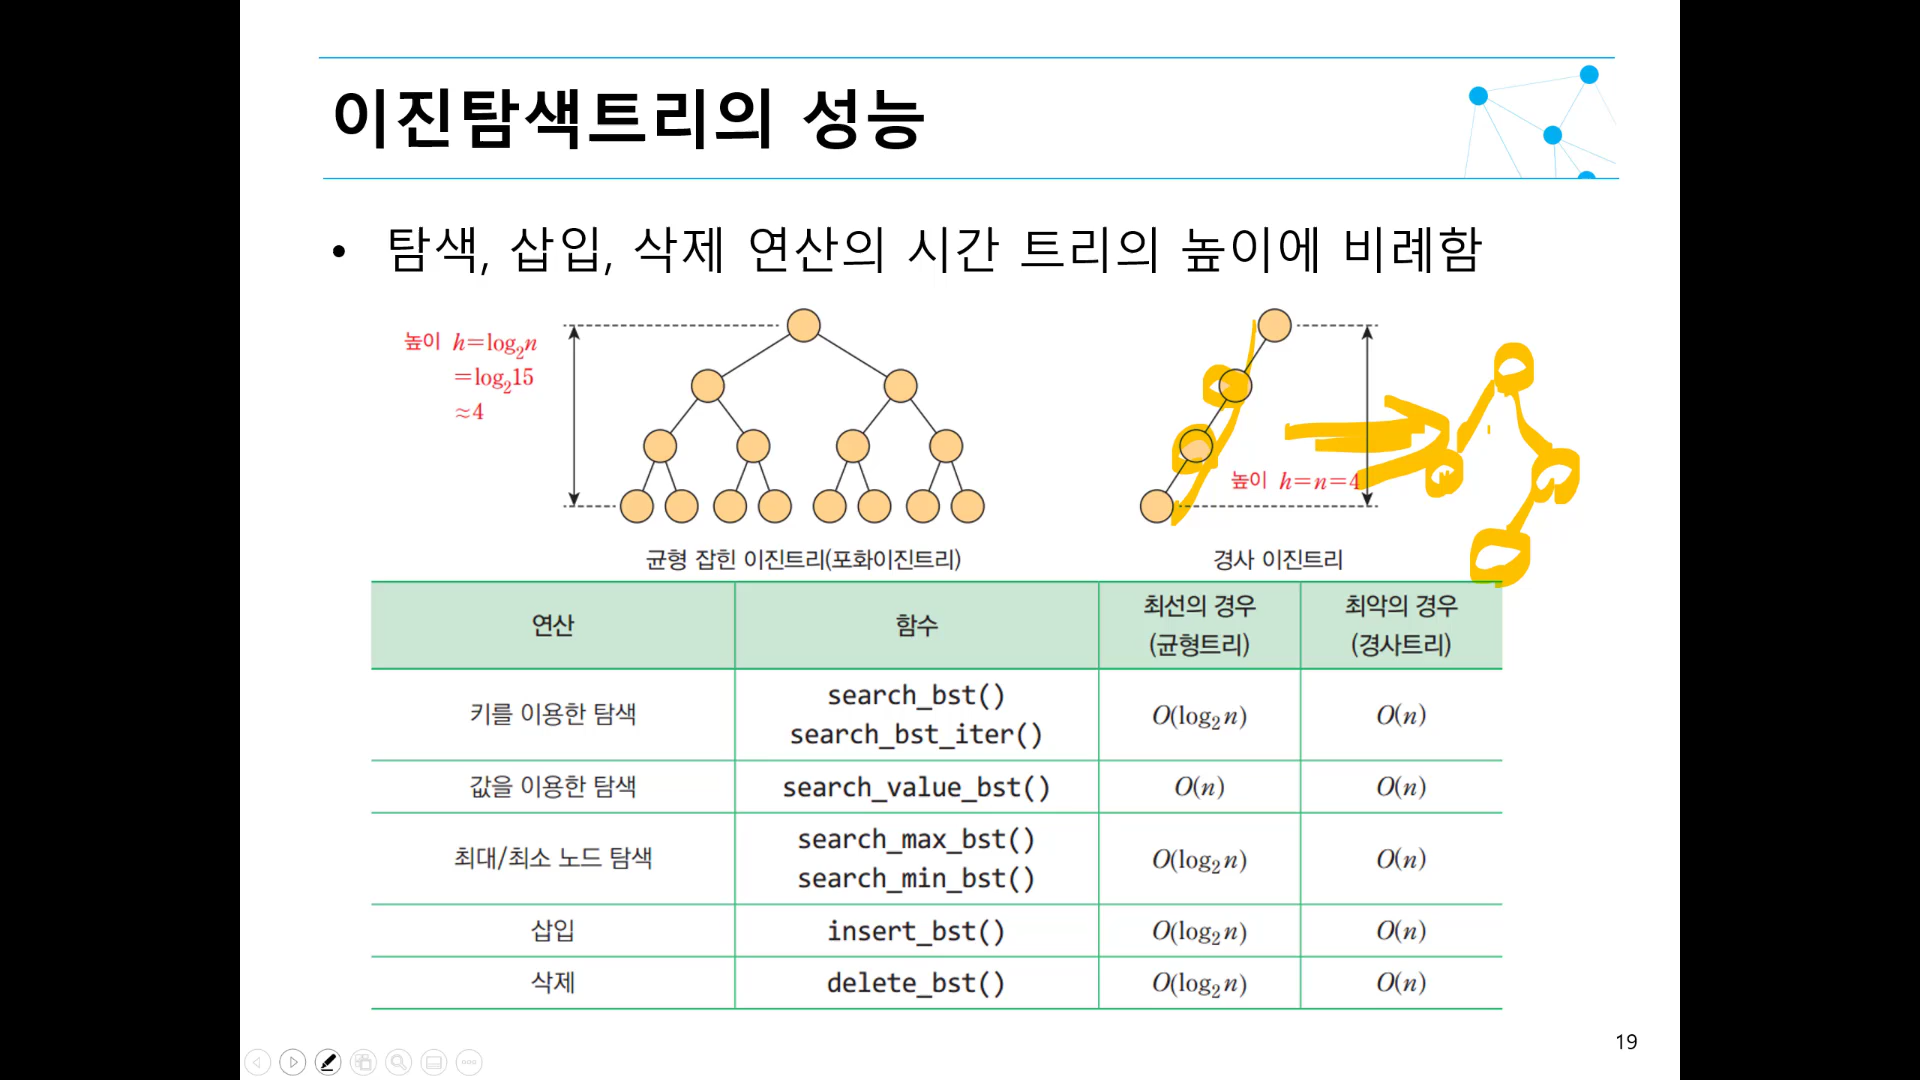 이진탐색트리의 성능
• 탐색, 삽입, 삭제 연산의 시간 트리의 높이에 비례함
높이 h=log₂n
=log₂15
≈4
높이 h=n=4
균형 잡힌 이진트리(포화이진트리)
경사 이진트리
연산 함수 최선의 경우 (균형트리) 최악의 경우 (경사트리)
키를 이용한 탐색 search_bst() search_bst_iter() O(log₂n) O(n)
값을 이용한 탐색 search_value_bst() O(n) O(n)
최대/최소 노드 탐색 search_max_bst() search_min_bst() O(log₂n) O(n)
삽입 insert_bst() O(log₂n) O(n)
삭제 delete_bst() O(log₂n) O(n)
19